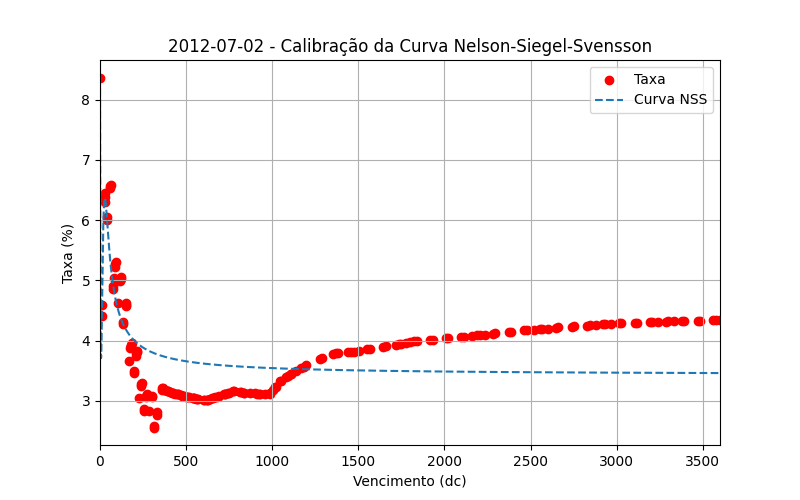 2012-07-02 - Calibração da Curva Nelson-Siegel-Svensson
Taxa
Curva NSS
Taxa (%)
8
7
6
5
4
3
0
500
1000
1500
2000
2500
3000
3500
Vencimento (dc)